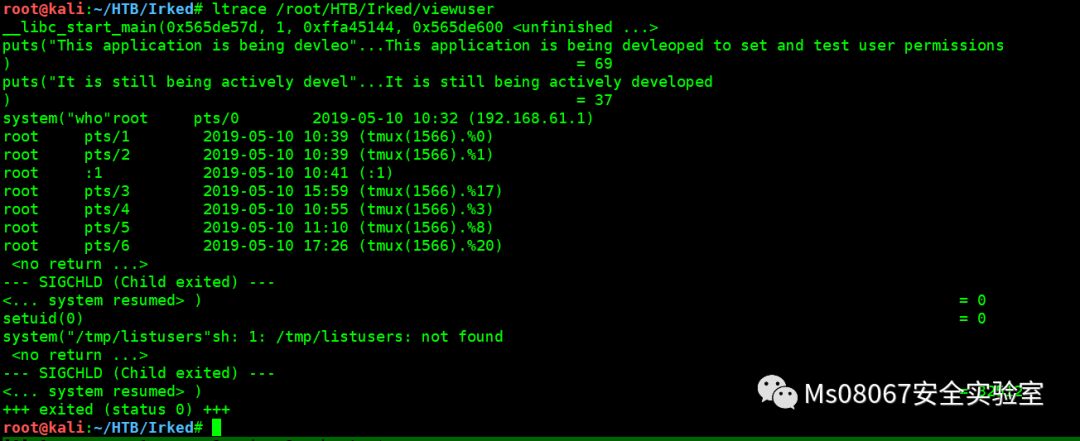 root@kali:~/HTB/Irked# ltrace /root/HTB/Irked/viewuser
__libc_start_main(0x565de57d, 1, 0xffa45144, 0x565de600 <unfinished ...>
puts("This application is being devleo"...This application is being devleoped to set and test user permissions
) = 69
puts("It is still being actively devel"...It is still being actively developed
) = 37
system("who"root pts/0 2019-05-10 10:32 (192.168.61.1)
root pts/1 2019-05-10 10:39 (tmux(1566).%0)
root pts/2 2019-05-10 10:39 (tmux(1566).%1)
root :1 2019-05-10 10:41 (:1)
root pts/3 2019-05-10 15:59 (tmux(1566).%17)
root pts/4 2019-05-10 10:55 (tmux(1566).%3)
root pts/5 2019-05-10 11:10 (tmux(1566).%8)
root pts/6 2019-05-10 17:26 (tmux(1566).%20)
<no return ...>
--- SIGCHLD (Child exited) ---
<... system resumed> ) = 0
setuid(0) = 0
system("/tmp/listusers"sh: 1: /tmp/listusers: not found
<no return ...>
--- SIGCHLD (Child exited) ---
<... system resumed> )
Ms08067安全实验室
+++ exited (status 0) +++
root@kali:~/HTB/Irked#